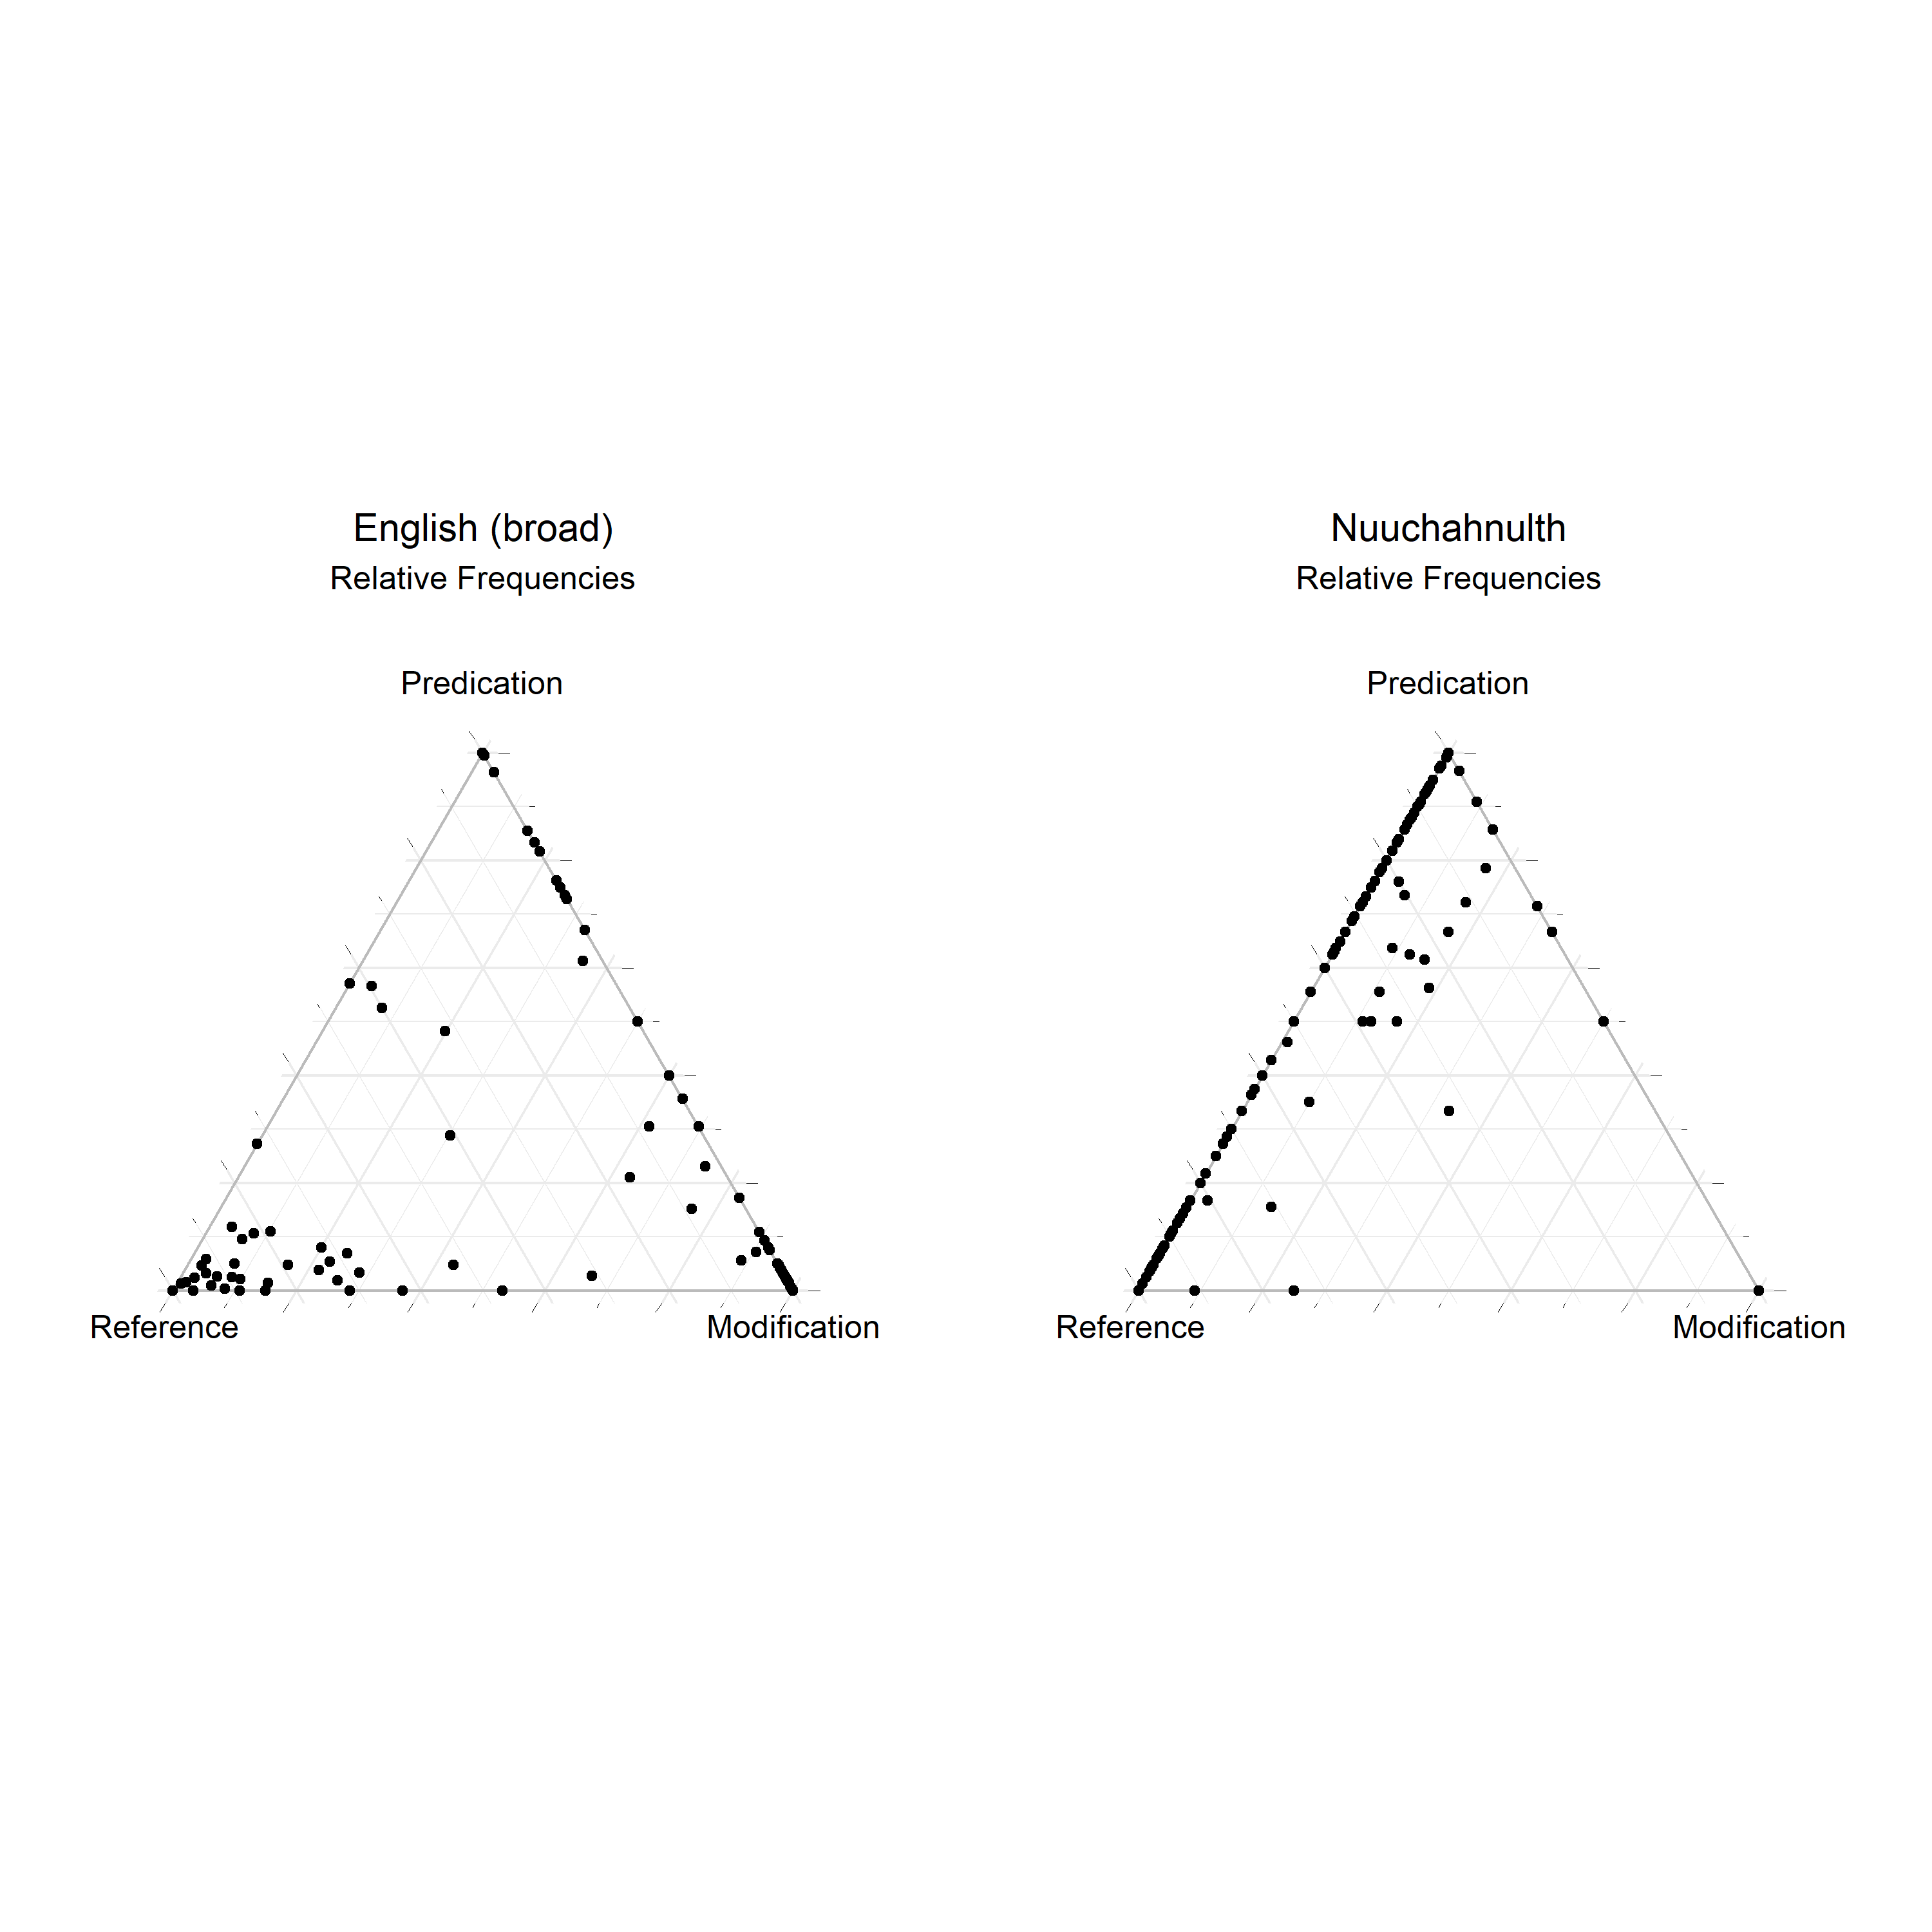 English (broad)
Relative Frequencies
Predication
Reference
Modification
Nuuchahnulth
Relative Frequencies
Predication
Reference
Modification